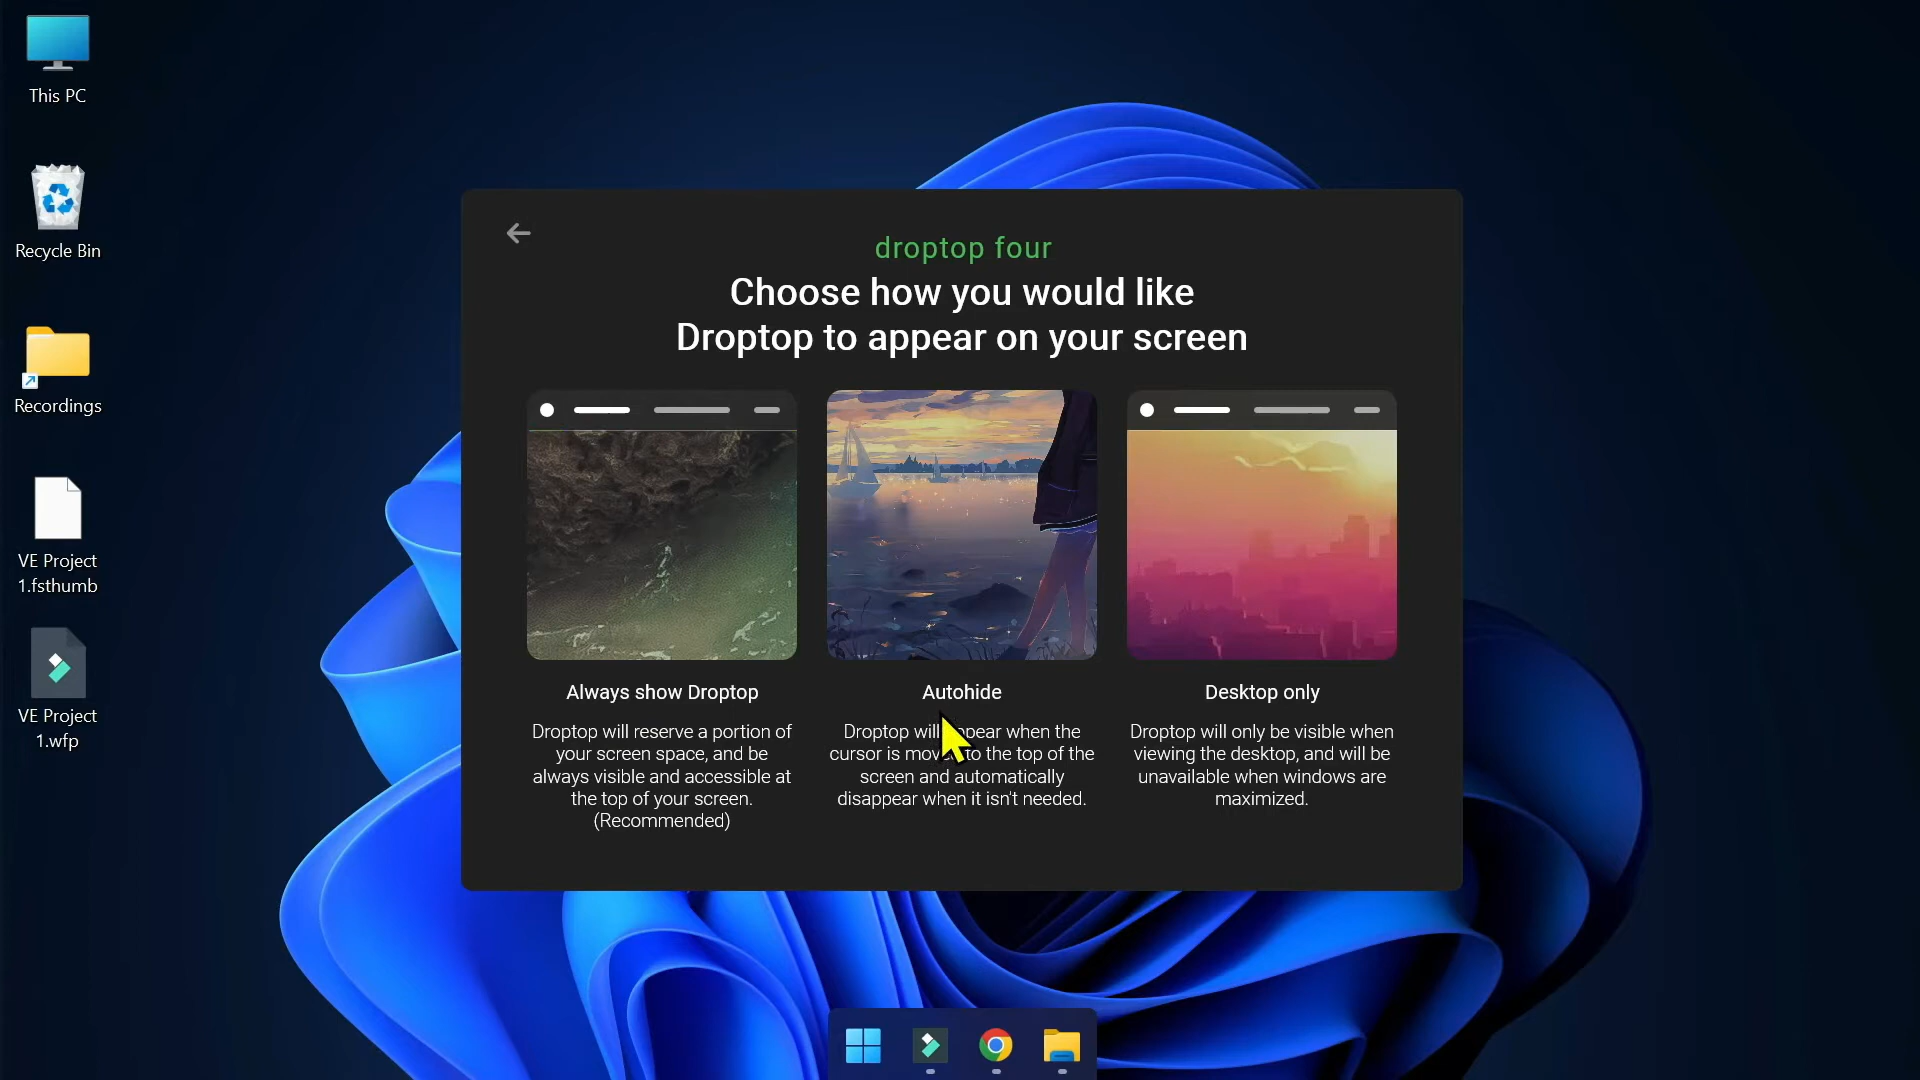 This PC
Recycle Bin
Recordings
VE Project
1.fsthumb
VE Project
1.wfp
droptop four
Choose how you would like
Droptop to appear on your screen
Always show Droptop
Droptop will reserve a portion of
your screen space, and be
always visible and accessible at
the top of your screen.
(Recommended)
Autohide
Droptop will appear when the
cursor is moved to the top of the
screen and automatically
disappear when it isn't needed.
Desktop only
Droptop will only be visible when
viewing the desktop, and will be
unavailable when windows are
maximized.